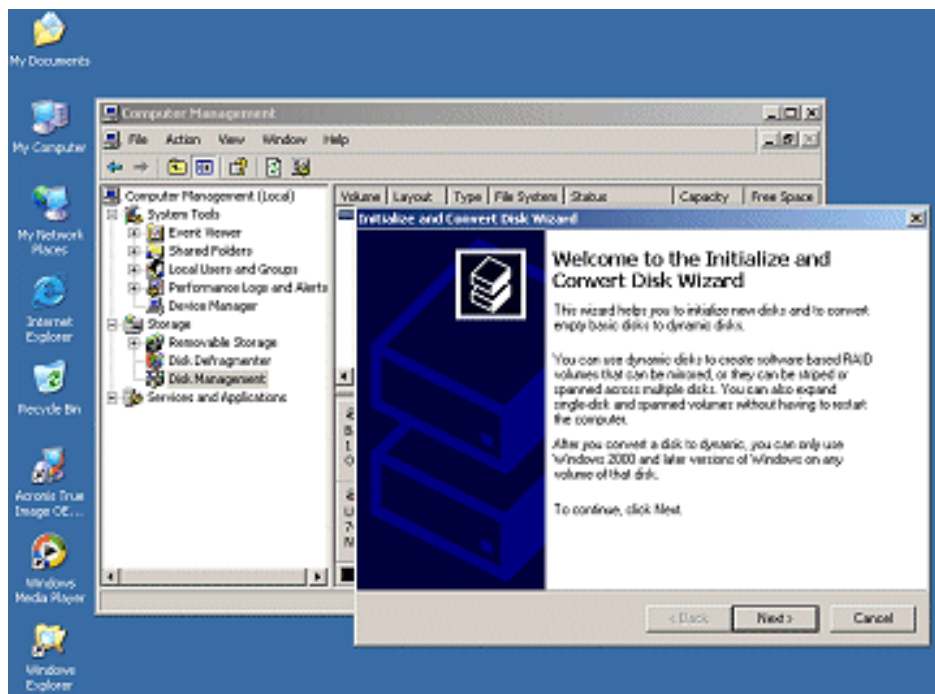 My Documents
My Computer
My Network
Places
Internet
Explorer
Recycle Bin
Acronis True
Image OE...
Windows
Media Player
Windows
Explorer
Computer Management
File Action View Window Help
Computer Management (Local)
System Tools
Event Viewer
Shared Folders
Local Users and Groups
Performance Logs and Alerts
Device Manager
Storage
Removable Storage
Disk Defragmenter
Disk Management
Services and Applications
Volume Layout Type File System Status Capacity Free Space
Initialize and Convert Disk Wizard
Welcome to the Initialize and
Convert Disk Wizard
This wizard helps you to initialize new disks and to convert
empty basic disks to dynamic disks.
You can use dynamic disks to create software based RAID
volumes that can be mirrored, or they can be striped or
spanned across multiple disks. You can also expand
single-disk and spanned volumes without having to restart
the computer.
After you convert a disk to dynamic, you can only use
Windows 2000 and later versions of Windows on any
volume of that disk.
To continue, click Next.
< Back Next > Cancel